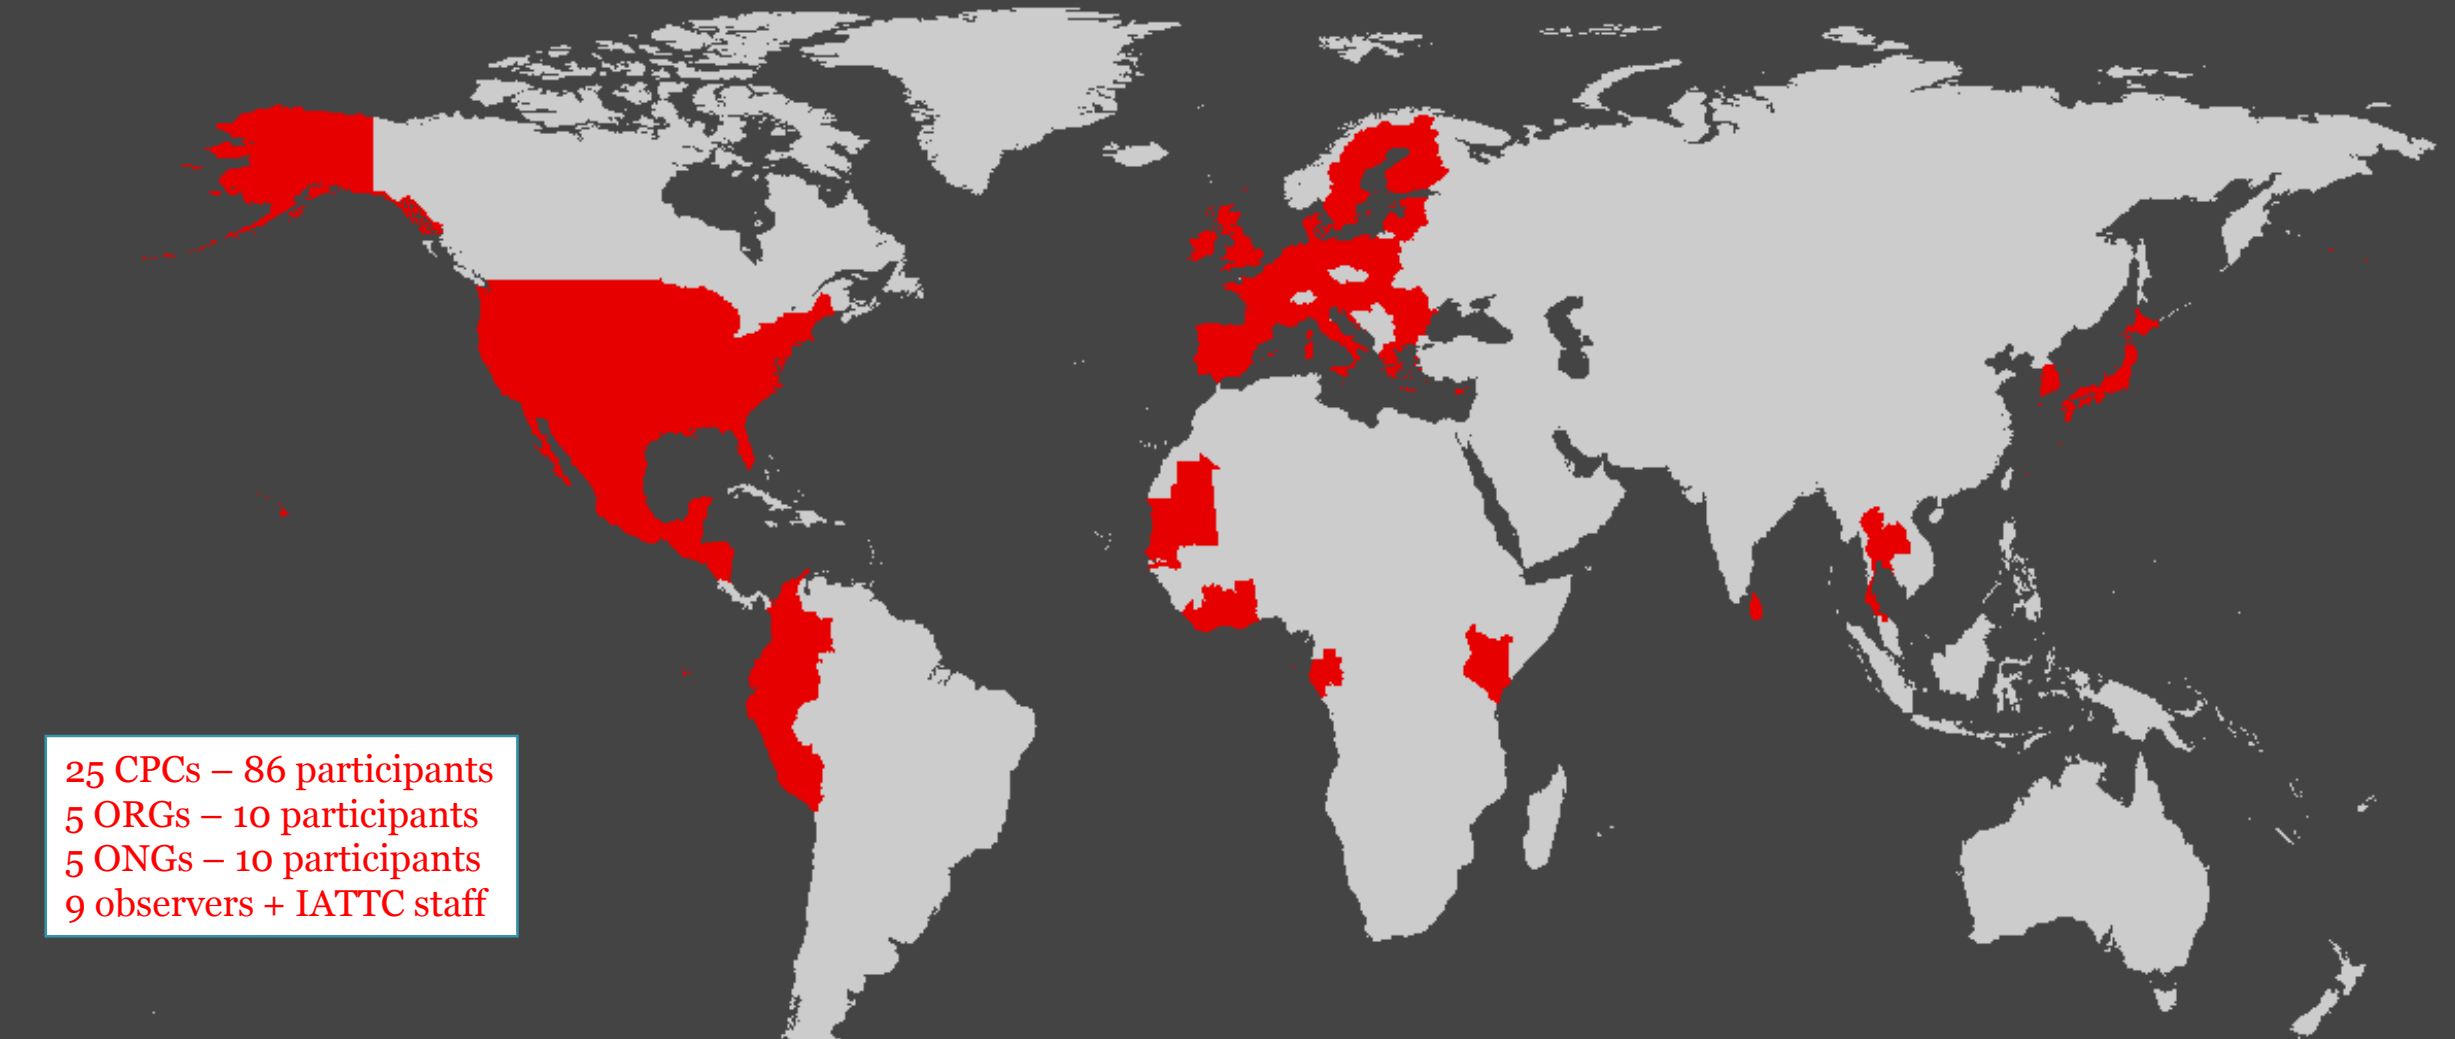 25 CPCs – 86 participants
5 ORGs – 10 participants
5 ONGs – 10 participants
9 observers + IATTC staff